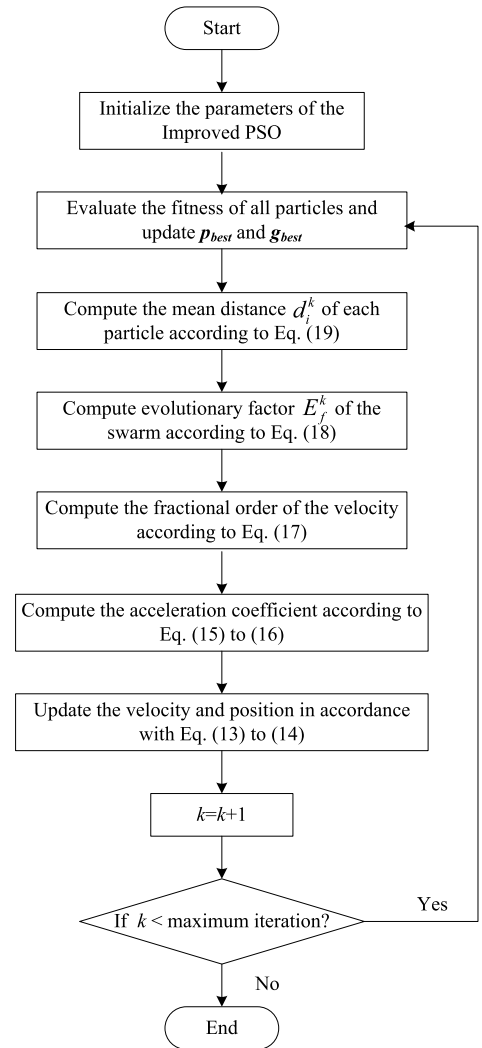 Start
Initialize the parameters of the
Improved PSO
Evaluate the fitness of all particles and
update p_best and g_best
Compute the mean distance d_i^k of each
particle according to Eq. (19)
Compute evolutionary factor E_f^k of the
swarm according to Eq. (18)
Compute the fractional order of the velocity
according to Eq. (17)
Compute the acceleration coefficient according to
Eq. (15) to (16)
Update the velocity and position in accordance
with Eq. (13) to (14)
k=k+1
If k < maximum iteration?
Yes
No
End